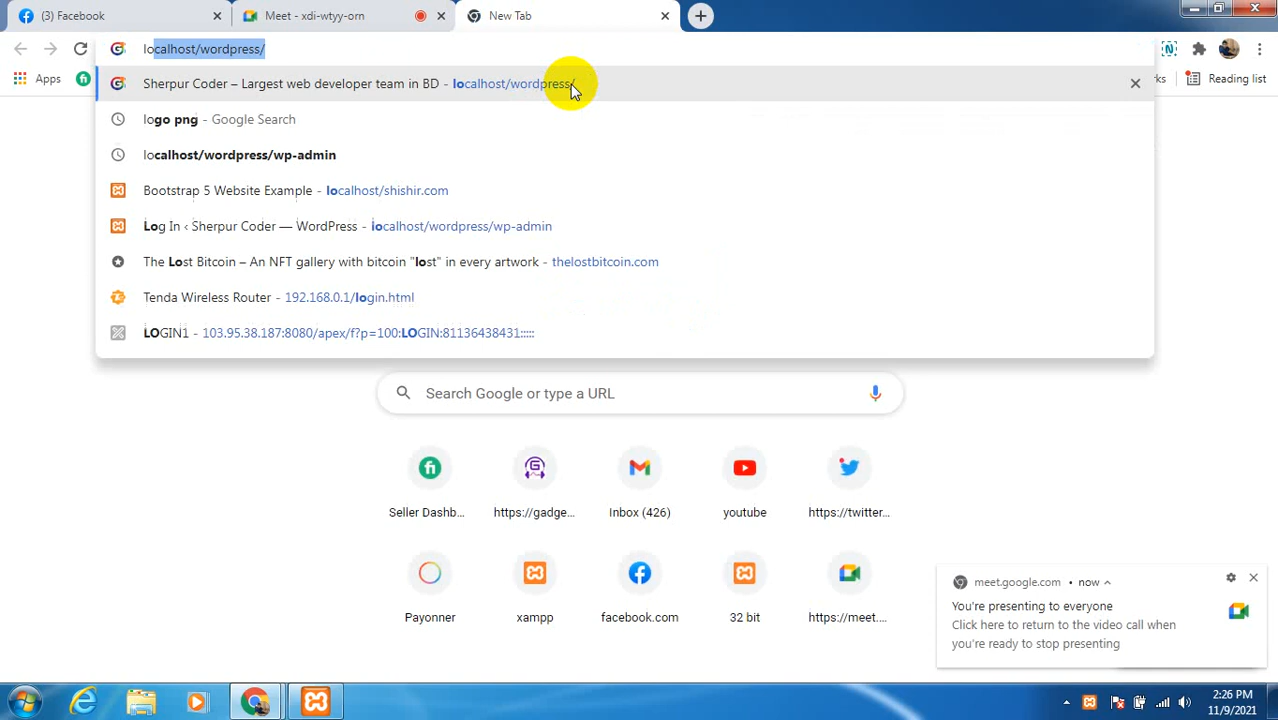 (3) Facebook
Meet - xdi-wtyy-orn
New Tab
localhost/wordpress/
Apps
Reading list
Sherpur Coder – Largest web developer team in BD - localhost/wordpress/
logo png - Google Search
localhost/wordpress/wp-admin
Bootstrap 5 Website Example - localhost/shishir.com
Log In ‹ Sherpur Coder — WordPress - localhost/wordpress/wp-admin
The Lost Bitcoin – An NFT gallery with bitcoin "lost" in every artwork - thelostbitcoin.com
Tenda Wireless Router - 192.168.0.1/login.html
LOGIN1 - 103.95.38.187:8080/apex/f?p=100:LOGIN:81136438431:::::
Search Google or type a URL
Seller Dashb...
https://gadge...
Inbox (426)
youtube
https://twitter...
Payonner
xampp
facebook.com
32 bit
https://meet....
meet.google.com • now
You're presenting to everyone
Click here to return to the video call when
you're ready to stop presenting
2:26 PM
11/9/2021